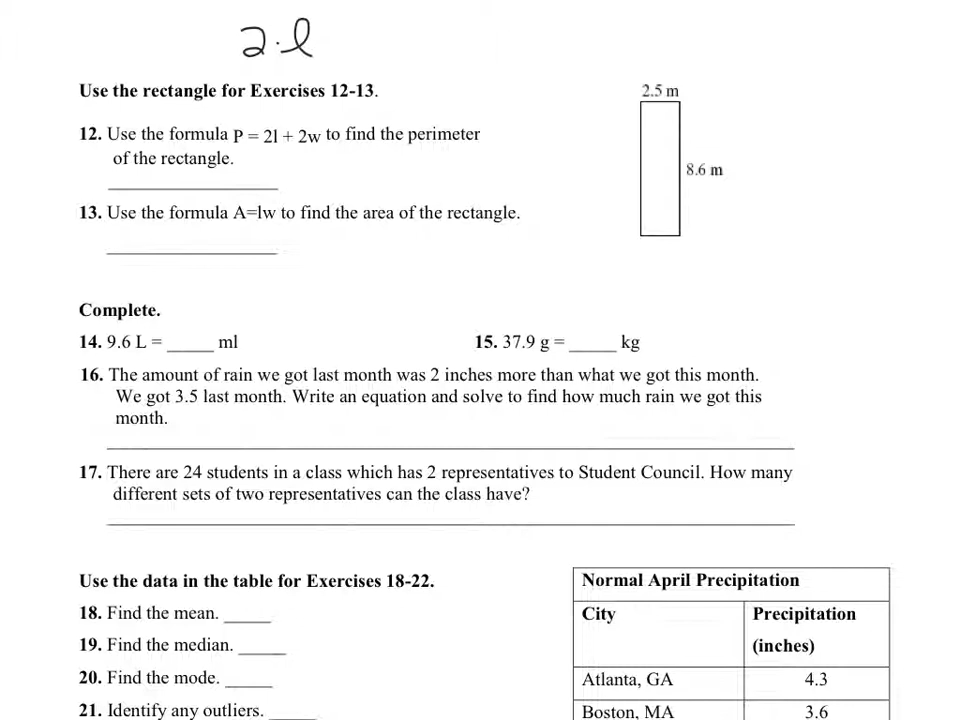 2·l
Use the rectangle for Exercises 12-13.
2.5 m
12. Use the formula P = 2l + 2w to find the perimeter
of the rectangle.
8.6 m
13. Use the formula A=lw to find the area of the rectangle.
Complete.
14. 9.6 L = _____ ml
15. 37.9 g = _____ kg
16. The amount of rain we got last month was 2 inches more than what we got this month.
We got 3.5 last month. Write an equation and solve to find how much rain we got this
month.
17. There are 24 students in a class which has 2 representatives to Student Council. How many
different sets of two representatives can the class have?
Use the data in the table for Exercises 18-22.
18. Find the mean. _____
19. Find the median. _____
20. Find the mode. _____
21. Identify any outliers. _____
Normal April Precipitation
City Precipitation
(inches)
Atlanta, GA 4.3
Boston, MA 3.6